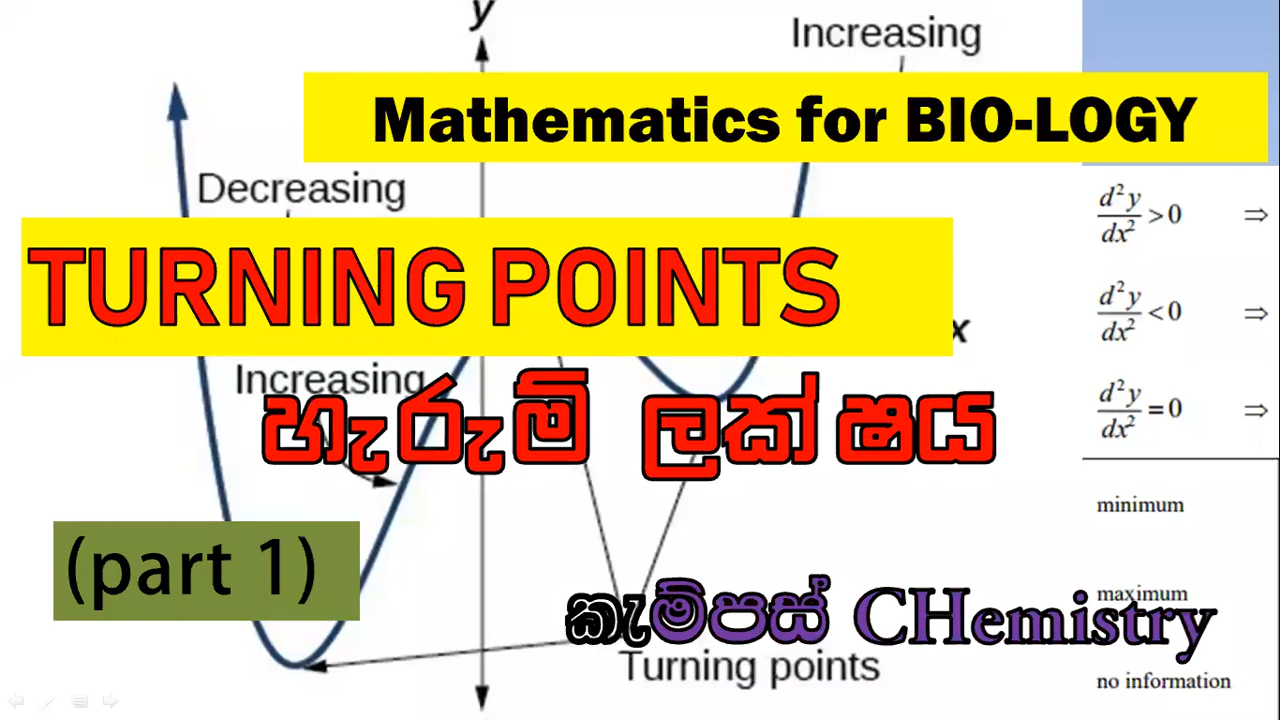 y
Increasing
Mathematics for BIO-LOGY
Decreasing
d²y/dx² > 0 ⇒
TURNING POINTS
d²y/dx² < 0 ⇒
x
Increasing
හැරුම් ලක්ෂය
d²y/dx² = 0 ⇒
minimum
(part 1)
maximum
කැම්පස් CHemistry
Turning points
no information